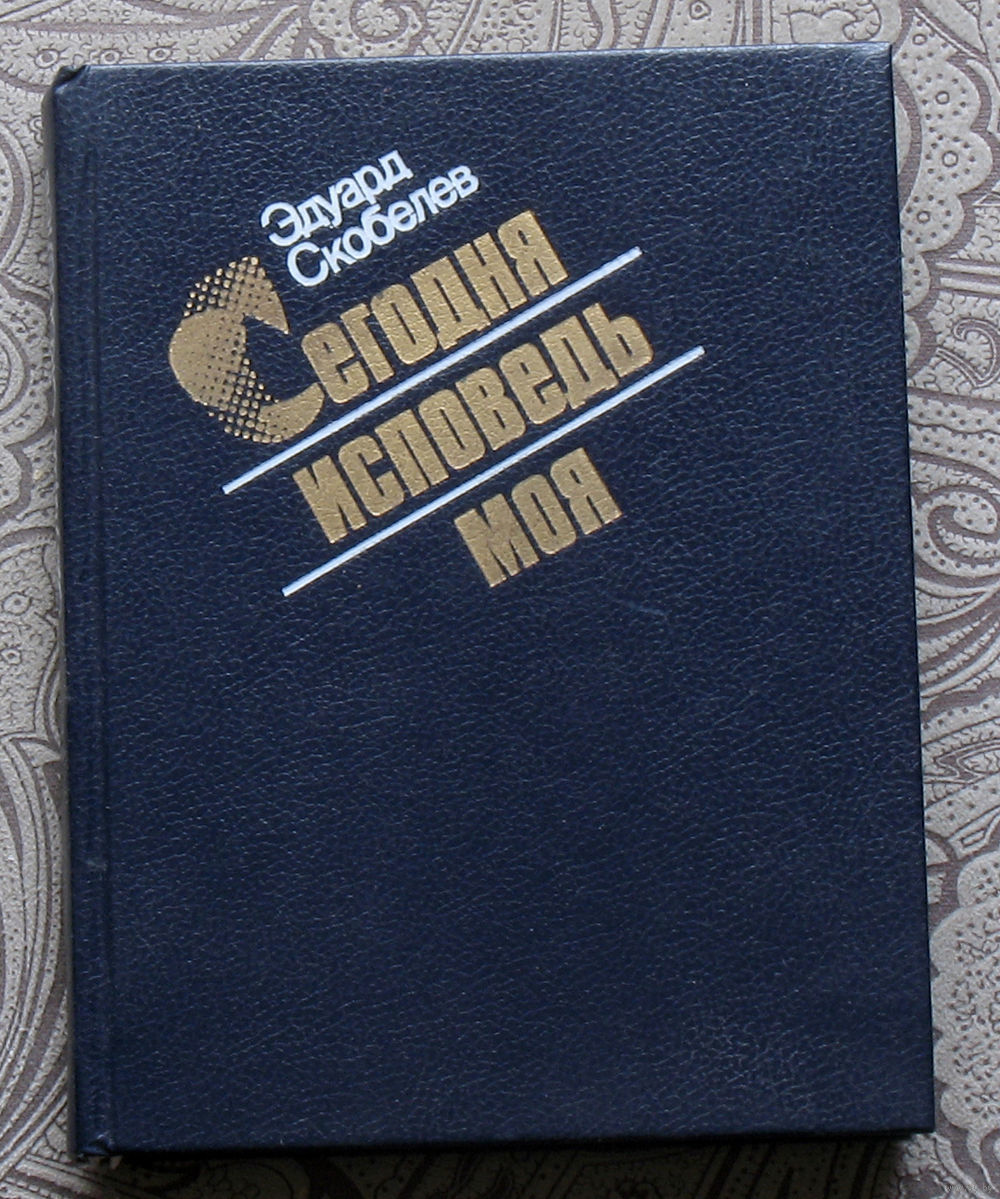 Эдуард
Скобелев
Сегодня
исповедь
моя